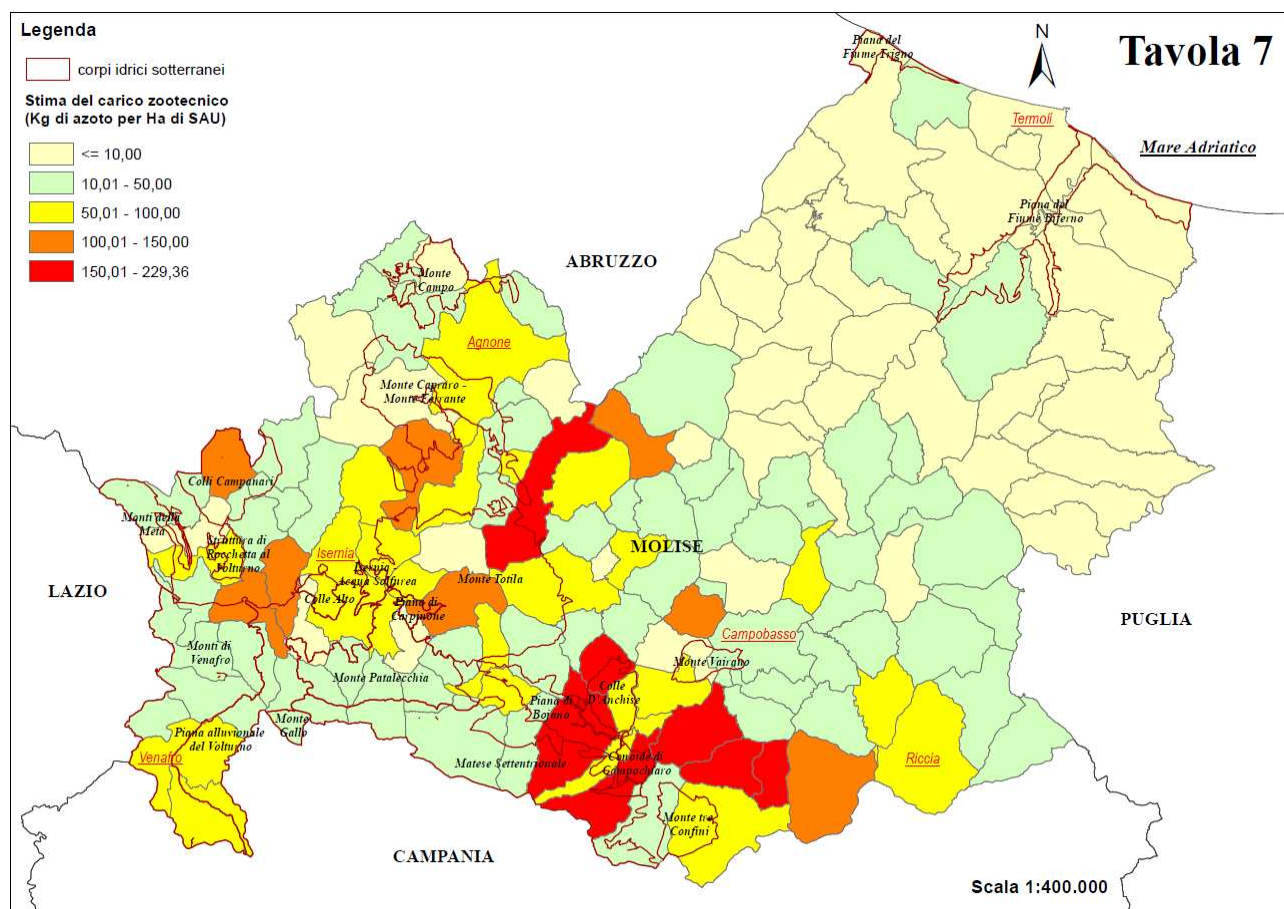 Legenda
corpi idrici sotterranei
Stima del carico zootecnico
(Kg di azoto per Ha di SAU)
<= 10,00
10,01 - 50,00
50,01 - 100,00
100,01 - 150,00
150,01 - 229,36
N
Tavola 7
Piana del
Fiume Trigno
Termoli
Mare Adriatico
Piana del
Fiume Biferno
ABRUZZO
Monte
Campo
Agnone
Monte Capraro -
Monte Ferrante
Colli Campanari
Monti della
Meta
Struttura di
Rocchetta al
Volturno
Isernia
Isernia
Acqua Solfurea
Colle Alto
Piana di
Carpinone
Monte Totila
MOLISE
LAZIO
PUGLIA
Campobasso
Monti di
Venafro
Monte Patalecchia
Monte Vairano
Colle
D'Anchise
Piana di
Bojano
Monte
Gallo
Piana alluvionale
del Volturno
Venafro
Matese Settentrionale
Conoide di
Campochiaro
Riccia
Monte tre
Confini
CAMPANIA
Scala 1:400.000